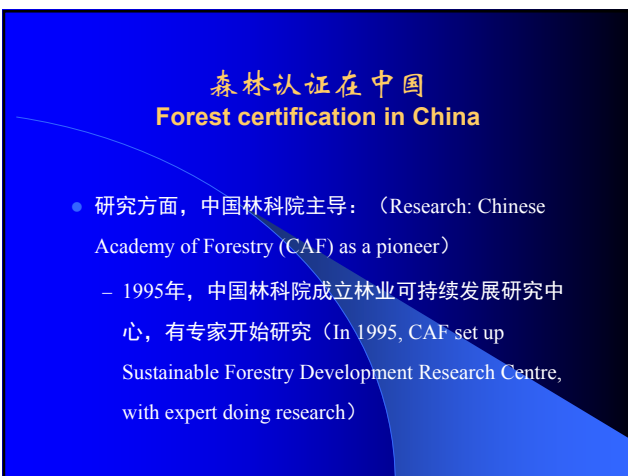 森林认证在中国
Forest certification in China
研究方面，中国林科院主导：（Research: Chinese
Academy of Forestry (CAF) as a pioneer）
– 1995年，中国林科院成立林业可持续发展研究中
心，有专家开始研究（In 1995, CAF set up
Sustainable Forestry Development Research Centre,
with expert doing research）